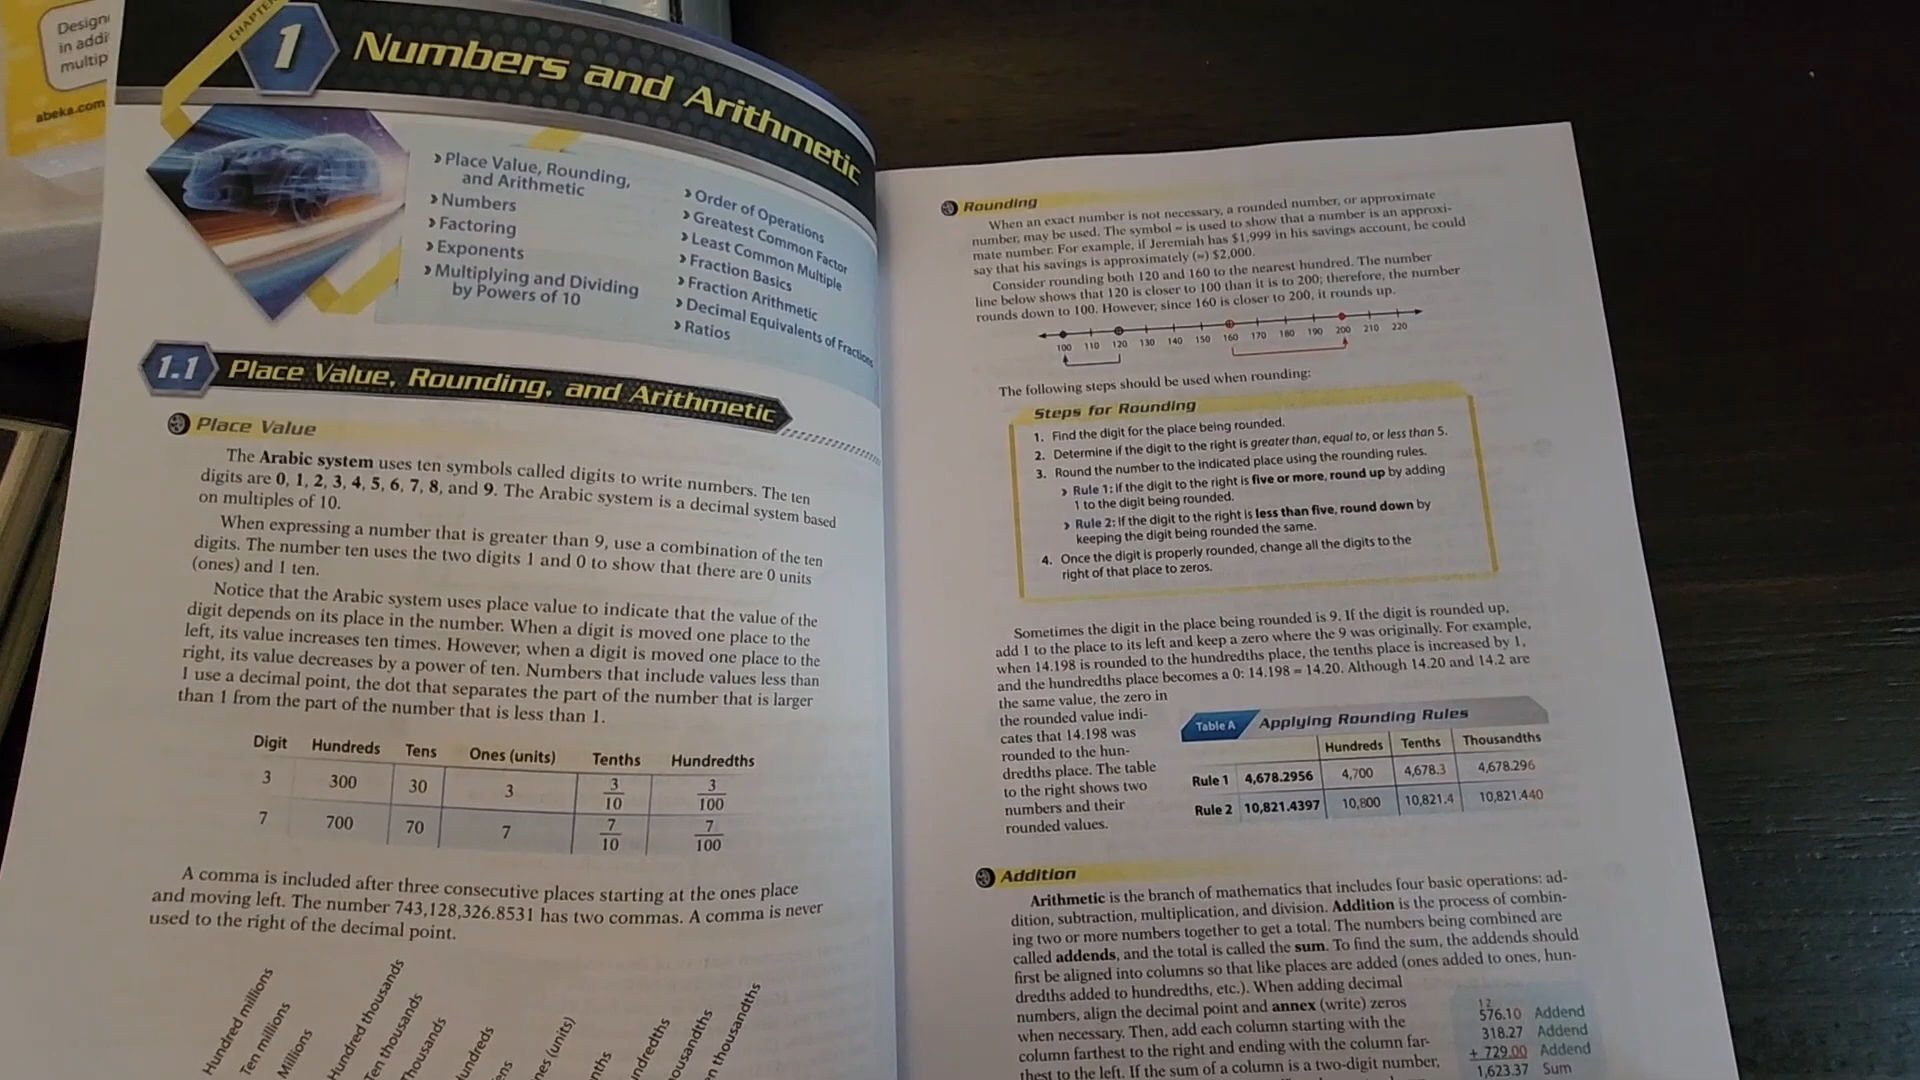 Design
in addi
multip
abeka.com
CHAPTER
1 Numbers and Arithmetic
› Place Value, Rounding,
and Arithmetic
› Numbers
› Factoring
› Exponents
› Multiplying and Dividing
by Powers of 10
› Order of Operations
› Greatest Common Factor
› Least Common Multiple
› Fraction Basics
› Fraction Arithmetic
› Decimal Equivalents of Fractions
› Ratios
1.1 Place Value, Rounding, and Arithmetic
Place Value
The Arabic system uses ten symbols called digits to write numbers. The ten
digits are 0, 1, 2, 3, 4, 5, 6, 7, 8, and 9. The Arabic system is a decimal system based
on multiples of 10.
When expressing a number that is greater than 9, use a combination of the ten
digits. The number ten uses the two digits 1 and 0 to show that there are 0 units
(ones) and 1 ten.
Notice that the Arabic system uses place value to indicate that the value of the
digit depends on its place in the number. When a digit is moved one place to the
left, its value increases ten times. However, when a digit is moved one place to the
right, its value decreases by a power of ten. Numbers that include values less than
1 use a decimal point, the dot that separates the part of the number that is larger
than 1 from the part of the number that is less than 1.
Digit Hundreds Tens Ones (units) Tenths Hundredths
3 300 30 3 3/10 3/100
7 700 70 7 7/10 7/100
A comma is included after three consecutive places starting at the ones place
and moving left. The number 743,128,326.8531 has two commas. A comma is never
used to the right of the decimal point.
Hundred millions
Ten millions
Millions
Hundred thousands
Ten thousands
Thousands
undreds
ens
nes (units)
nths
undredths
ousandths
n thousandths
Rounding
When an exact number is not necessary, a rounded number, or approximate
number, may be used. The symbol ≈ is used to show that a number is an approxi-
mate number. For example, if Jeremiah has $1,999 in his savings account, he could
say that his savings is approximately (≈) $2,000.
Consider rounding both 120 and 160 to the nearest hundred. The number
line below shows that 120 is closer to 100 than it is to 200; therefore, the number
rounds down to 100. However, since 160 is closer to 200, it rounds up.
100 110 120 130 140 150 160 170 180 190 200 210 220
The following steps should be used when rounding:
Steps for Rounding
1. Find the digit for the place being rounded.
2. Determine if the digit to the right is greater than, equal to, or less than 5.
3. Round the number to the indicated place using the rounding rules.
› Rule 1: If the digit to the right is five or more, round up by adding
1 to the digit being rounded.
› Rule 2: If the digit to the right is less than five, round down by
keeping the digit being rounded the same.
4. Once the digit is properly rounded, change all the digits to the
right of that place to zeros.
Sometimes the digit in the place being rounded is 9. If the digit is rounded up,
add 1 to the place to its left and keep a zero where the 9 was originally. For example,
when 14.198 is rounded to the hundredths place, the tenths place is increased by 1,
and the hundredths place becomes a 0: 14.198 ≈ 14.20. Although 14.20 and 14.2 are
the same value, the zero in
the rounded value indi-
cates that 14.198 was
rounded to the hun-
dredths place. The table
to the right shows two
numbers and their
rounded values.
Table A Applying Rounding Rules
Hundreds Tenths Thousandths
Rule 1 4,678.2956 4,700 4,678.3 4,678.296
Rule 2 10,821.4397 10,800 10,821.4 10,821.440
Addition
Arithmetic is the branch of mathematics that includes four basic operations: ad-
dition, subtraction, multiplication, and division. Addition is the process of combin-
ing two or more numbers together to get a total. The numbers being combined are
called addends, and the total is called the sum. To find the sum, the addends should
first be aligned into columns so that like places are added (ones added to ones, hun-
dredths added to hundredths, etc.). When adding decimal
numbers, align the decimal point and annex (write) zeros
when necessary. Then, add each column starting with the
column farthest to the right and ending with the column far-
thest to the left. If the sum of a column is a two-digit number,
12
576.10 Addend
318.27 Addend
+ 729.00 Addend
1,623.37 Sum